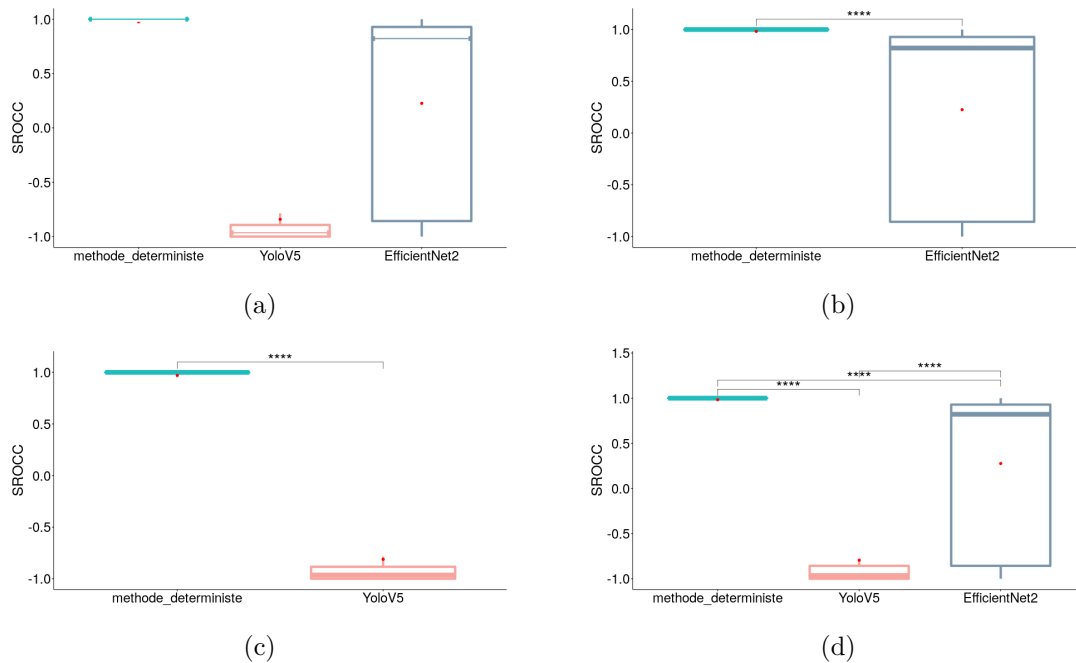 1.0
0.5
0.0
-0.5
-1.0
SROCC
methode_deterministe YoloV5 EfficientNet2
(a)
****
1.0
0.5
0.0
-0.5
-1.0
SROCC
methode_deterministe EfficientNet2
(b)
****
1.0
0.5
0.0
-0.5
-1.0
SROCC
methode_deterministe YoloV5
(c)
1.5
1.0
0.5
0.0
-0.5
-1.0
SROCC
****
****
****
methode_deterministe YoloV5 EfficientNet2
(d)